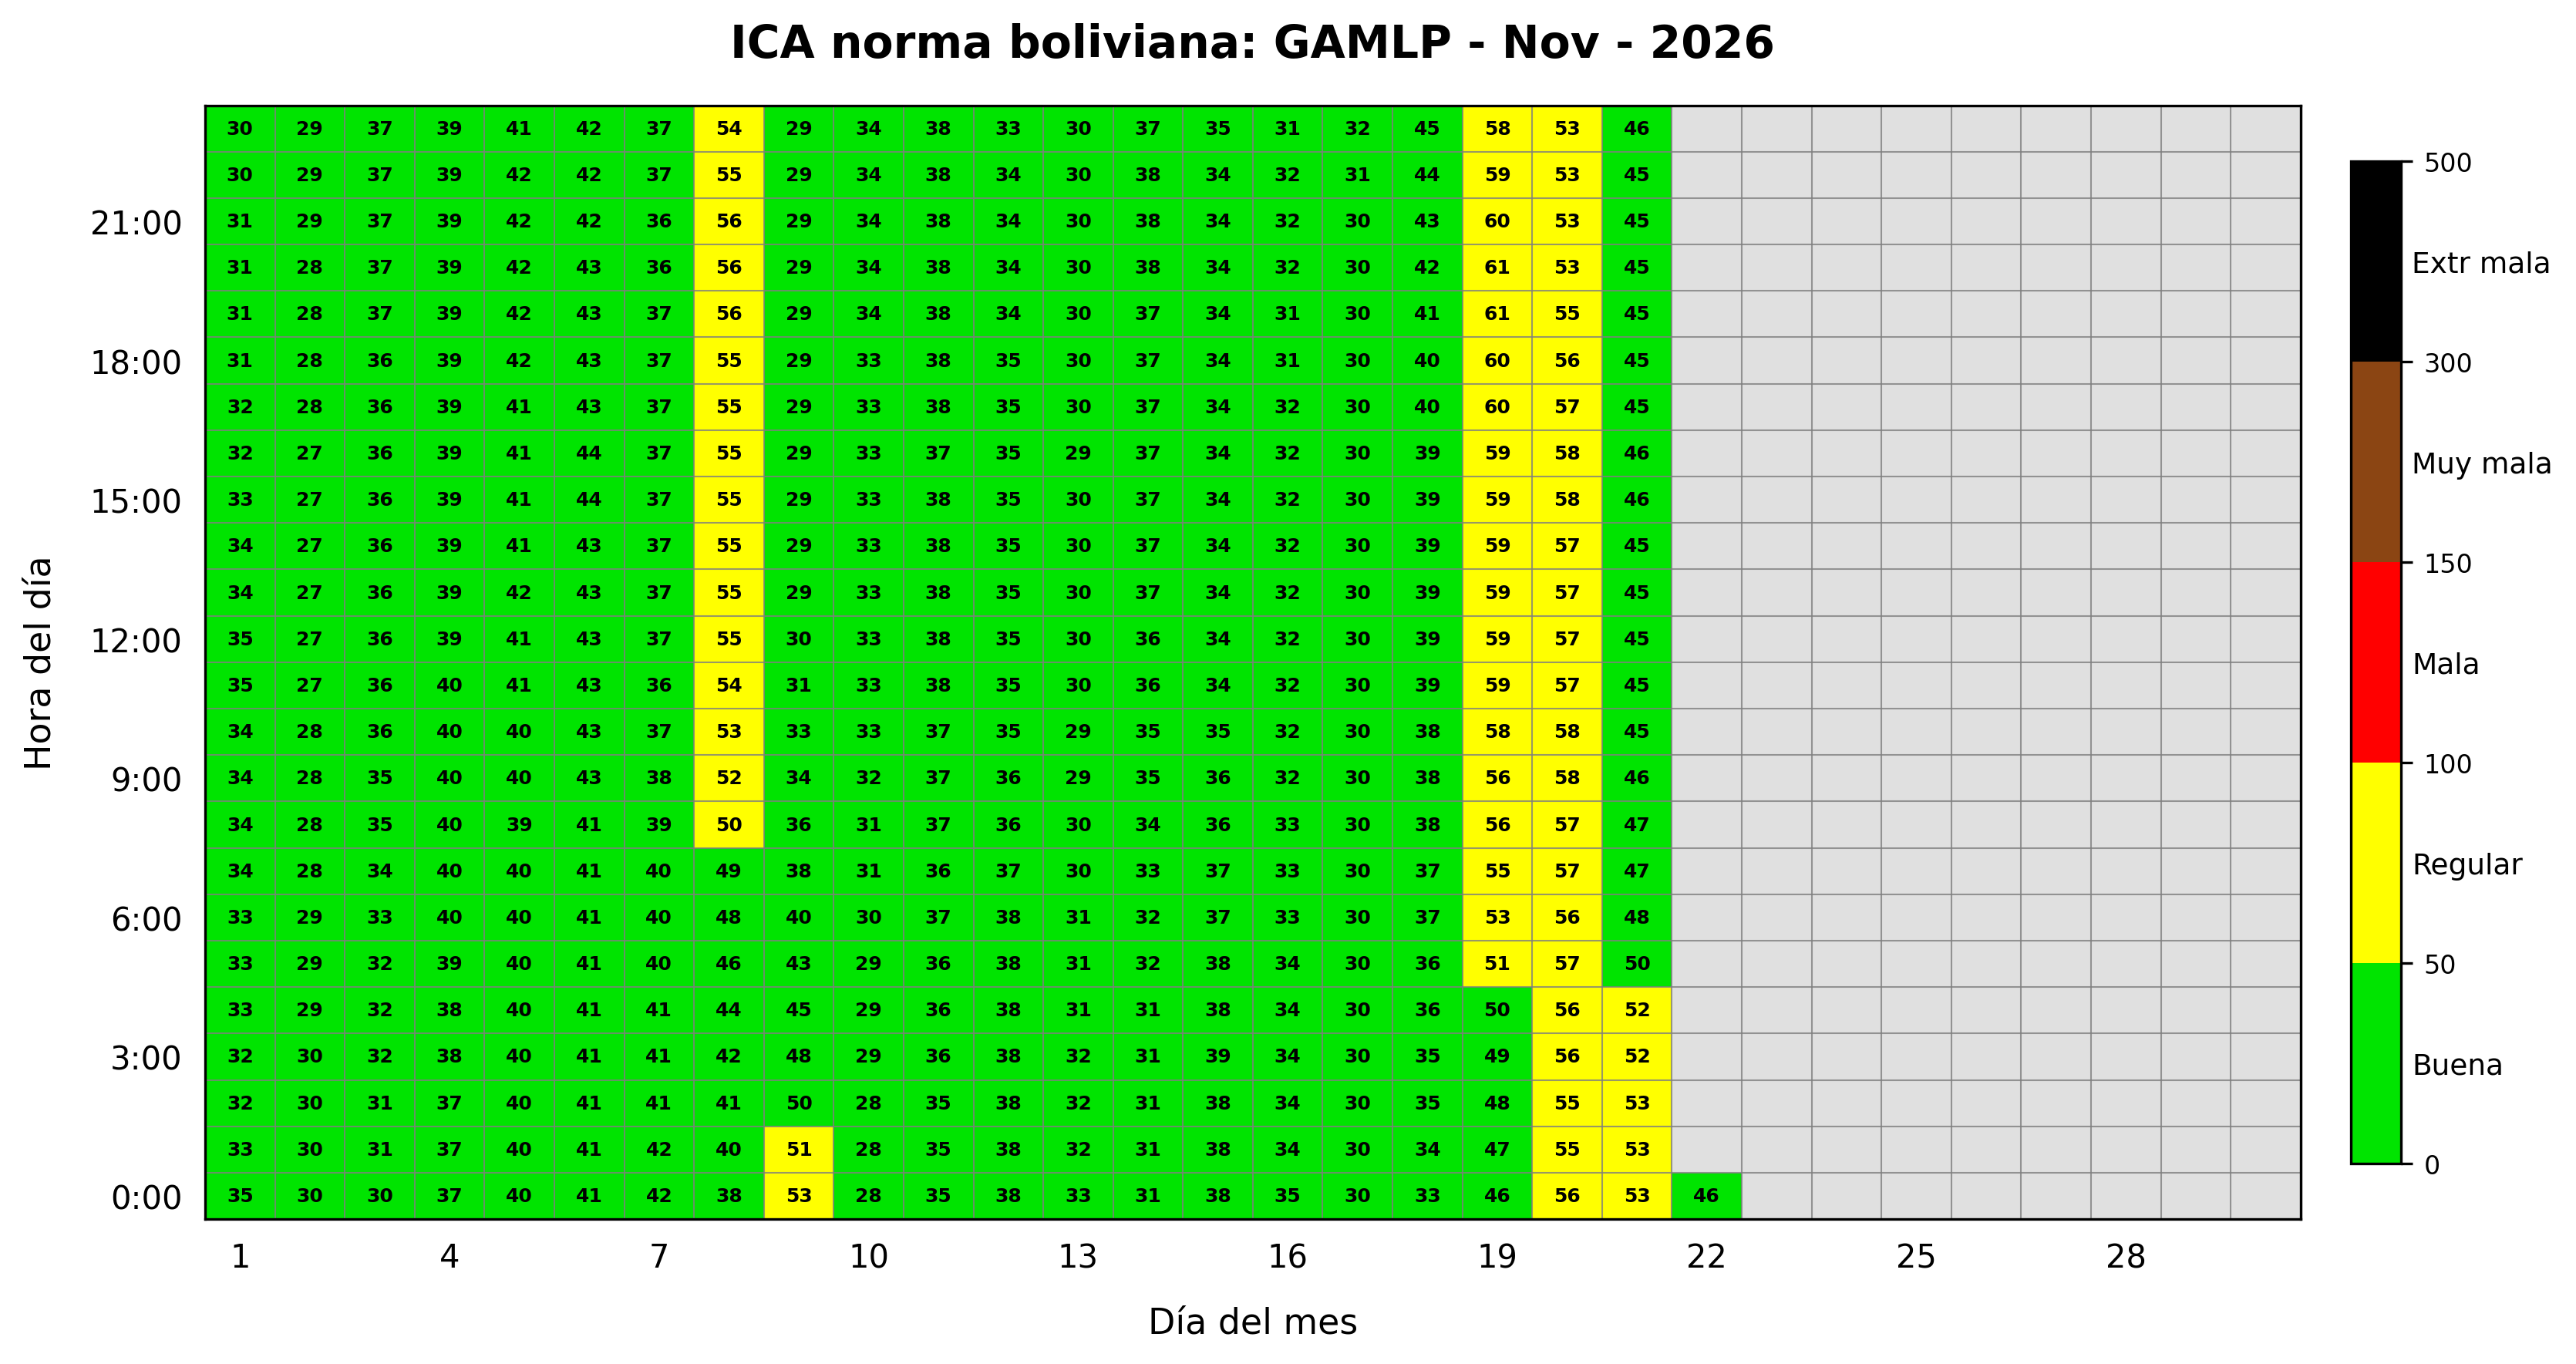 ICA norma boliviana: GAMLP - Nov - 2026
30 29 37 39 41 42 37 54 29 34 38 33 30 37 35 31 32 45 58 53 46
30 29 37 39 42 42 37 55 29 34 38 34 30 38 34 32 31 44 59 53 45
21:00 31 29 37 39 42 42 36 56 29 34 38 34 30 38 34 32 30 43 60 53 45
31 28 37 39 42 43 36 56 29 34 38 34 30 38 34 32 30 42 61 53 45
31 28 37 39 42 43 37 56 29 34 38 34 30 37 34 31 30 41 61 55 45
18:00 31 28 36 39 42 43 37 55 29 33 38 35 30 37 34 31 30 40 60 56 45
32 28 36 39 41 43 37 55 29 33 38 35 30 37 34 32 30 40 60 57 45
32 27 36 39 41 44 37 55 29 33 37 35 29 37 34 32 30 39 59 58 46
15:00 33 27 36 39 41 44 37 55 29 33 38 35 30 37 34 32 30 39 59 58 46
34 27 36 39 41 43 37 55 29 33 38 35 30 37 34 32 30 39 59 57 45
34 27 36 39 42 43 37 55 29 33 38 35 30 37 34 32 30 39 59 57 45
12:00 35 27 36 39 41 43 37 55 30 33 38 35 30 36 34 32 30 39 59 57 45
35 27 36 40 41 43 36 54 31 33 38 35 30 36 34 32 30 39 59 57 45
34 28 36 40 40 43 37 53 33 33 37 35 29 35 35 32 30 38 58 58 45
9:00 34 28 35 40 40 43 38 52 34 32 37 36 29 35 36 32 30 38 56 58 46
34 28 35 40 39 41 39 50 36 31 37 36 30 34 36 33 30 38 56 57 47
34 28 34 40 40 41 40 49 38 31 36 37 30 33 37 33 30 37 55 57 47
6:00 33 29 33 40 40 41 40 48 40 30 37 38 31 32 37 33 30 37 53 56 48
33 29 32 39 40 41 40 46 43 29 36 38 31 32 38 34 30 36 51 57 50
33 29 32 38 40 41 41 44 45 29 36 38 31 31 38 34 30 36 50 56 52
3:00 32 30 32 38 40 41 41 42 48 29 36 38 32 31 39 34 30 35 49 56 52
32 30 31 37 40 41 41 41 50 28 35 38 32 31 38 34 30 35 48 55 53
33 30 31 37 40 41 42 40 51 28 35 38 32 31 38 34 30 34 47 55 53
0:00 35 30 30 37 40 41 42 38 53 28 35 38 33 31 38 35 30 33 46 56 53 46
1 4 7 10 13 16 19 22 25 28
Día del mes
Hora del día
500
Extr mala
300
Muy mala
150
Mala
100
Regular
50
Buena
0